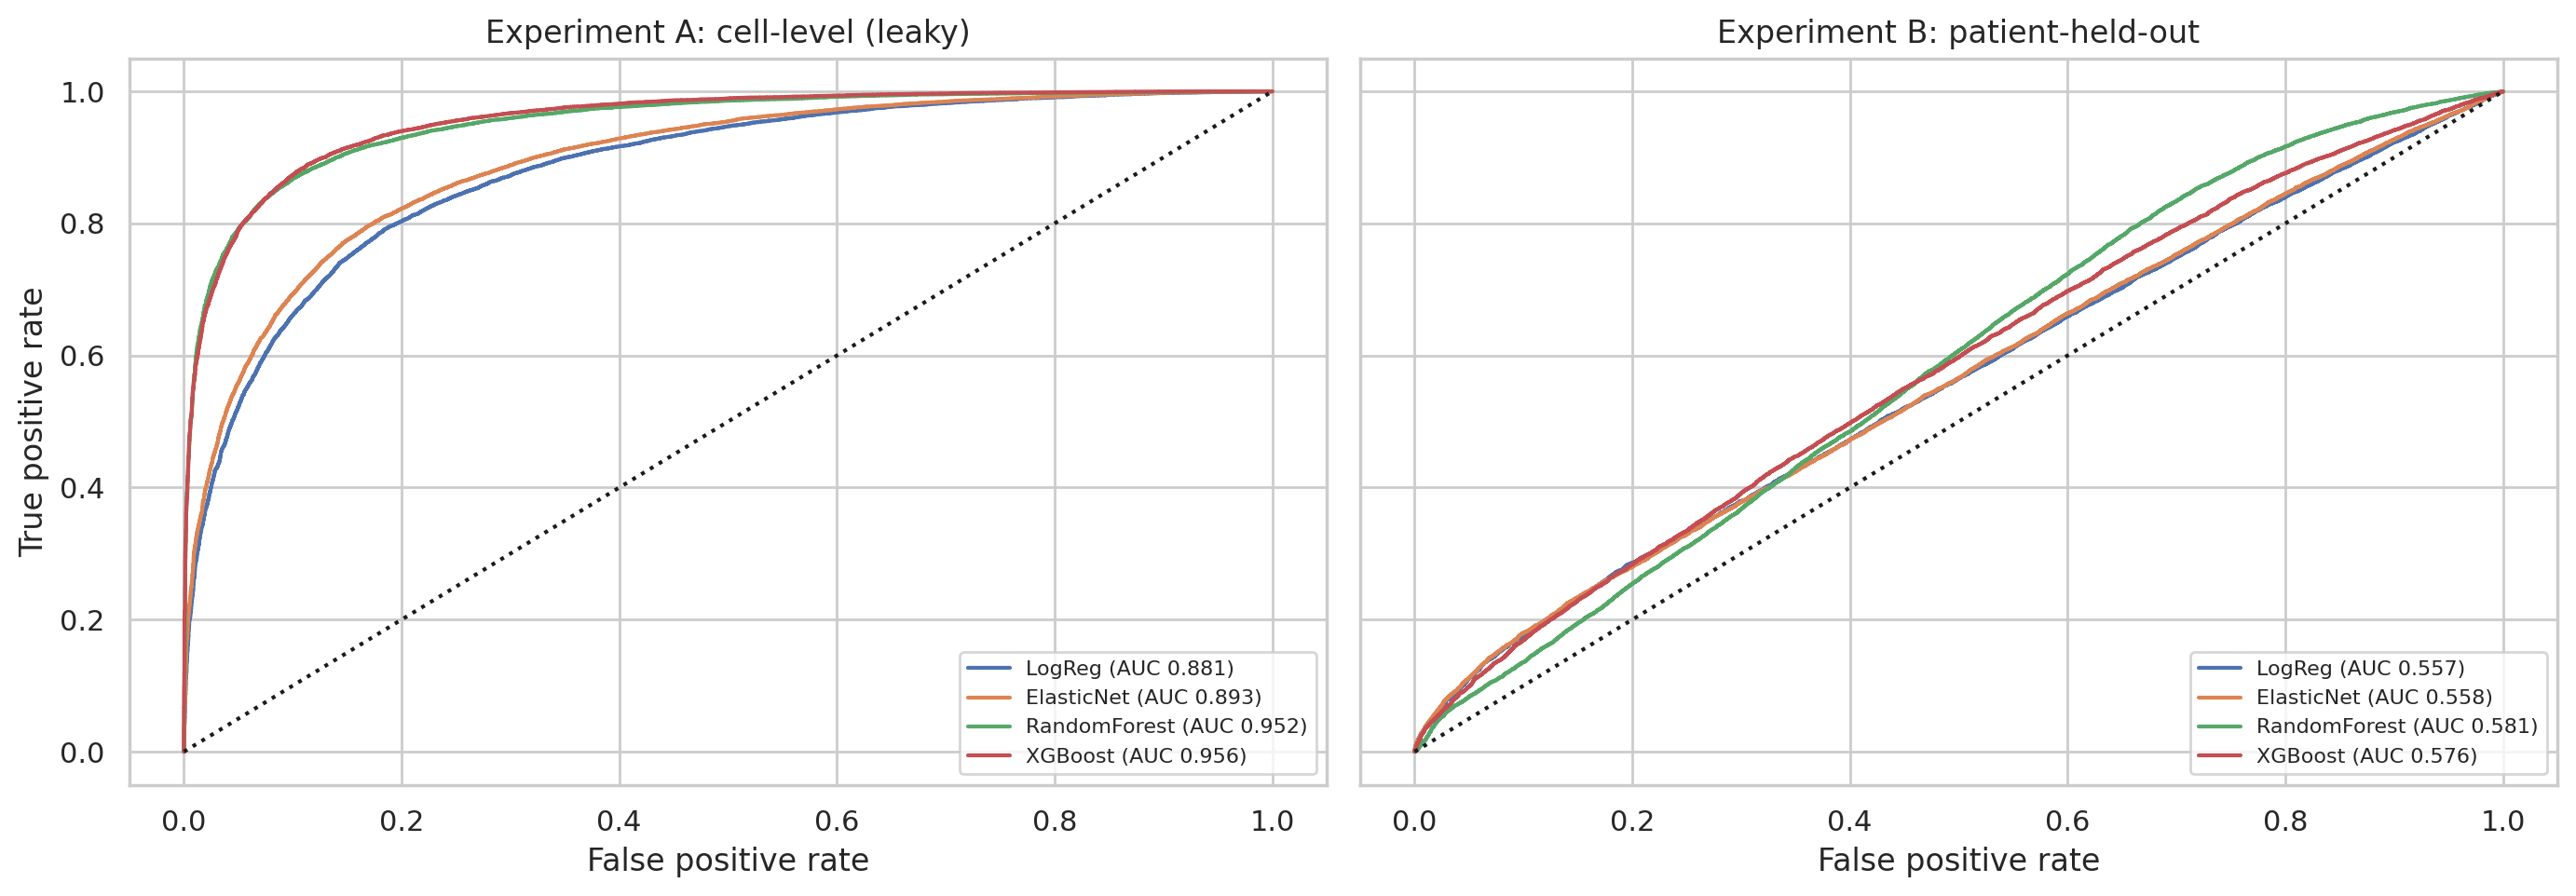 Experiment A: cell-level (leaky)
True positive rate
1.0
0.8
0.6
0.4
0.2
0.0
LogReg (AUC 0.881)
ElasticNet (AUC 0.893)
RandomForest (AUC 0.952)
XGBoost (AUC 0.956)
0.0 0.2 0.4 0.6 0.8 1.0
False positive rate
Experiment B: patient-held-out
LogReg (AUC 0.557)
ElasticNet (AUC 0.558)
RandomForest (AUC 0.581)
XGBoost (AUC 0.576)
0.0 0.2 0.4 0.6 0.8 1.0
False positive rate